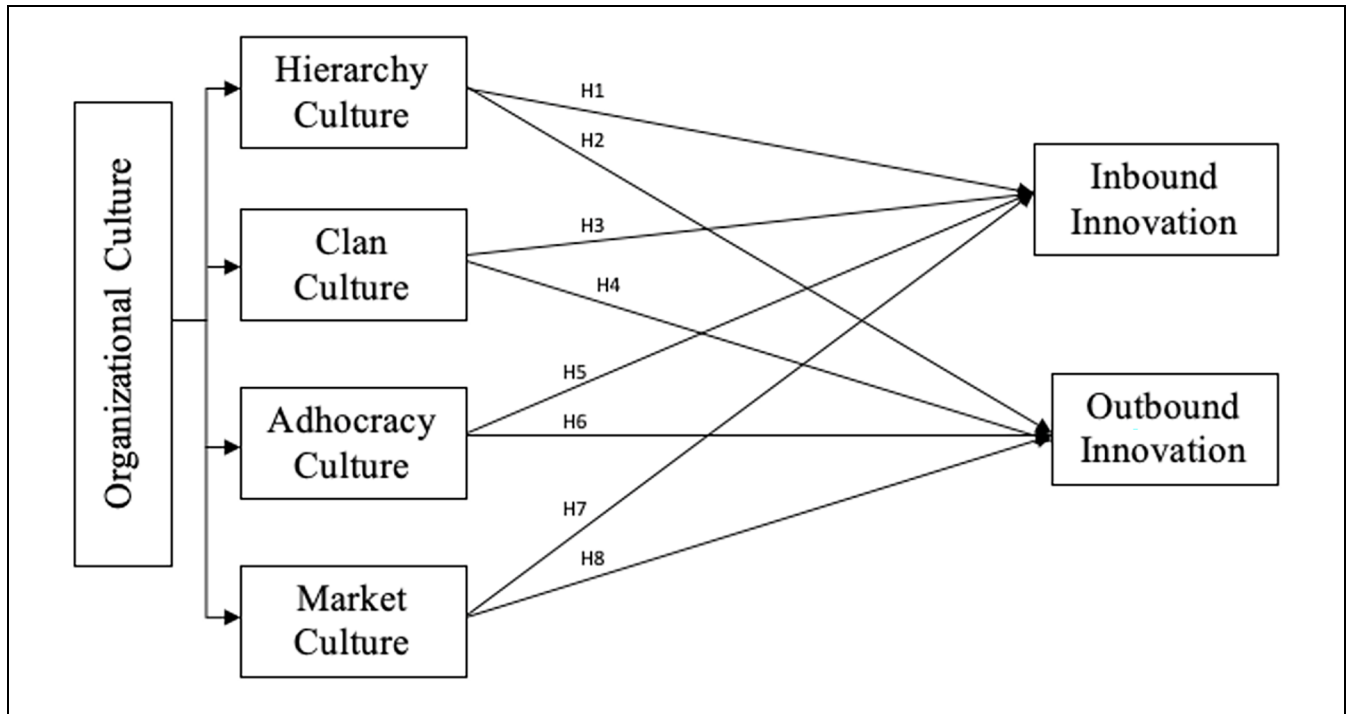 Organizational Culture
Hierarchy
Culture
Clan
Culture
Adhocracy
Culture
Market
Culture
H1
H2
H3
H4
H5
H6
H7
H8
Inbound
Innovation
Outbound
Innovation